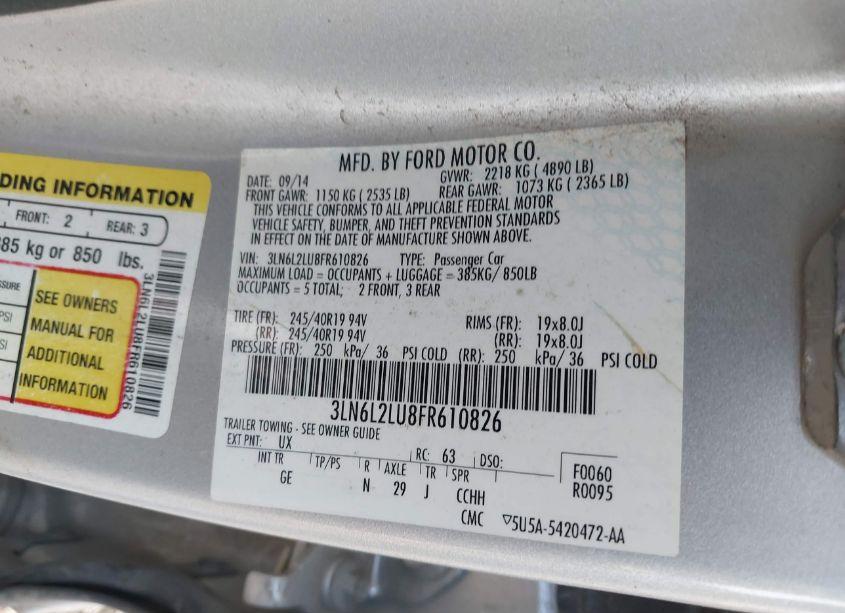 DING INFORMATION
FRONT: 2 REAR: 3
385 kg or 850 lbs.
SSURE
PSI
SI
SEE OWNERS
MANUAL FOR
ADDITIONAL
INFORMATION
3LN6L2LU8FR610826
MFD. BY FORD MOTOR CO.
DATE: 09/14 GVWR: 2218 KG ( 4890 LB)
FRONT GAWR: 1150 KG ( 2535 LB) REAR GAWR: 1073 KG ( 2365 LB)
THIS VEHICLE CONFORMS TO ALL APPLICABLE FEDERAL MOTOR
VEHICLE SAFETY, BUMPER, AND THEFT PREVENTION STANDARDS
IN EFFECT ON THE DATE OF MANUFACTURE SHOWN ABOVE.
VIN: 3LN6L2LU8FR610826 TYPE: Passenger Car
MAXIMUM LOAD = OCCUPANTS + LUGGAGE = 385KG/ 850LB
OCCUPANTS = 5 TOTAL; 2 FRONT, 3 REAR
TIRE (FR): 245/40R19 94V RIMS (FR): 19x8.0J
(RR): 245/40R19 94V (RR): 19x8.0J
PRESSURE (FR): 250 kPa/ 36 PSI COLD (RR): 250 kPa/ 36 PSI COLD
3LN6L2LU8FR610826
TRAILER TOWING - SEE OWNER GUIDE
EXT PNT: UX RC: 63 DSO:
INT TR TP/PS R AXLE TR SPR F0060
GE N 29 J CCHH R0095
CMC ▽5U5A-5420472-AA